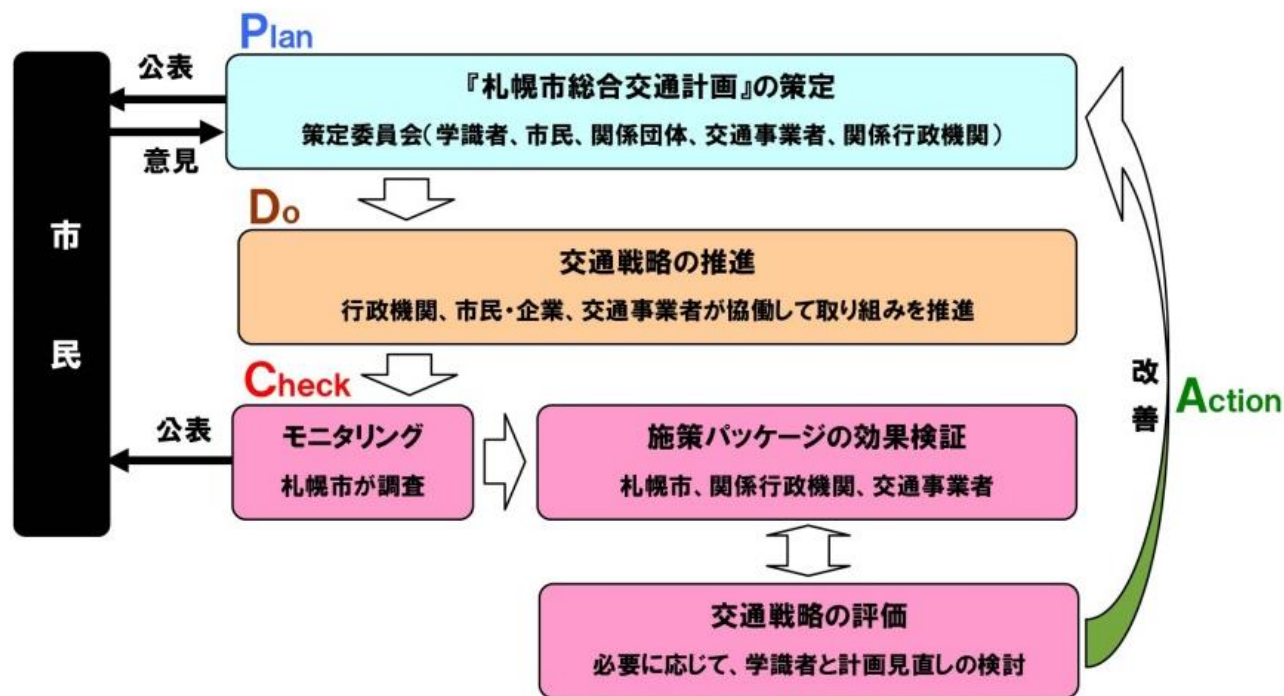 Plan
公表
『札幌市総合交通計画』の策定
策定委員会(学識者、市民、関係団体、交通事業者、関係行政機関)
意見
市民
Do
交通戦略の推進
行政機関、市民・企業、交通事業者が協働して取り組みを推進
Check
公表
モニタリング
札幌市が調査
施策パッケージの効果検証
札幌市、関係行政機関、交通事業者
改善
Action
交通戦略の評価
必要に応じて、学識者と計画見直しの検討